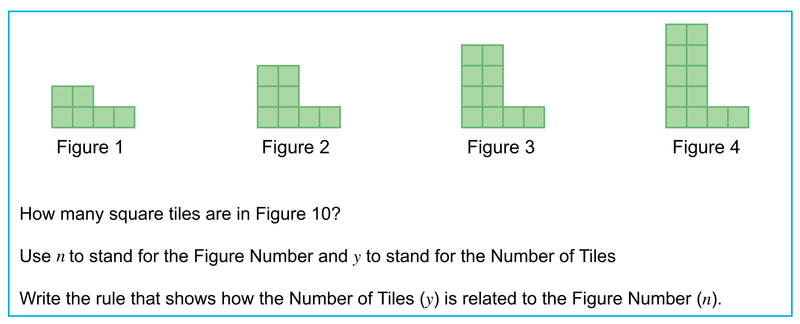 Figure 1 Figure 2 Figure 3 Figure 4
How many square tiles are in Figure 10?
Use n to stand for the Figure Number and y to stand for the Number of Tiles
Write the rule that shows how the Number of Tiles (y) is related to the Figure Number (n).